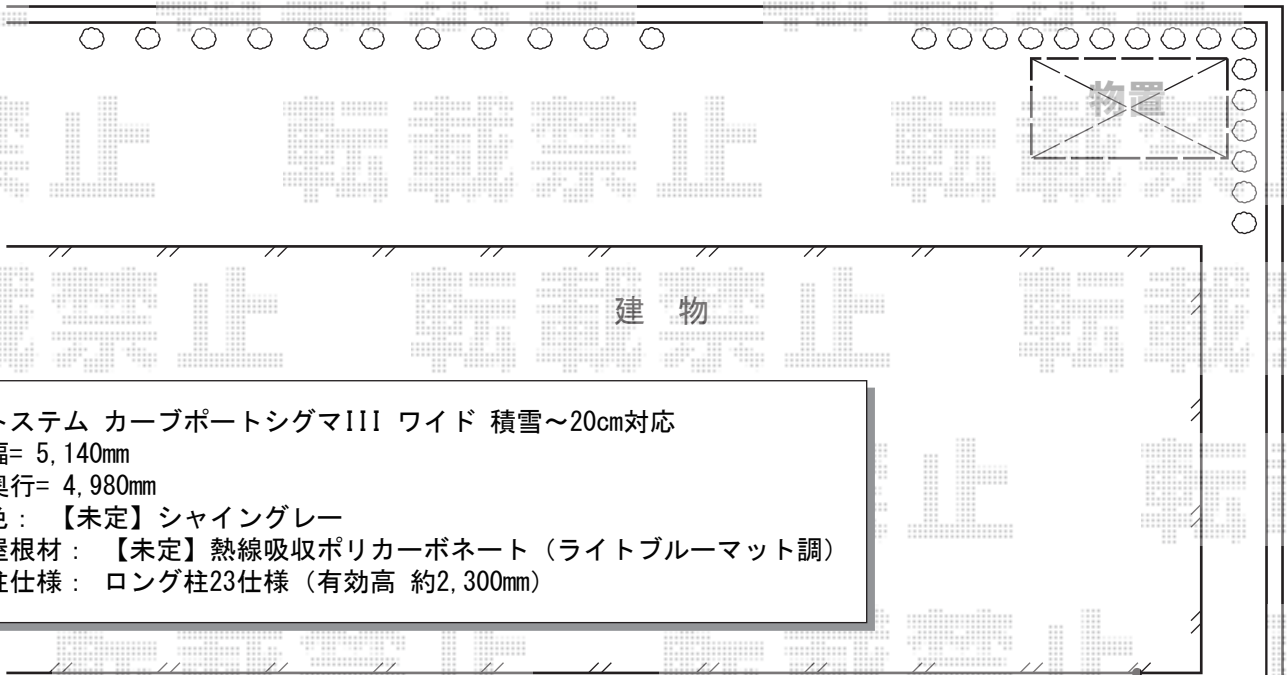 物置
転載禁止
建 物
トステム カーブポートシグマIII ワイド 積雪～20cm対応
幅= 5,140mm
奥行= 4,980mm
色： 【未定】シャイングレー
屋根材： 【未定】熱線吸収ポリカーボネート（ライトブルーマット調）
柱仕様： ロング柱23仕様（有効高 約2,300mm）